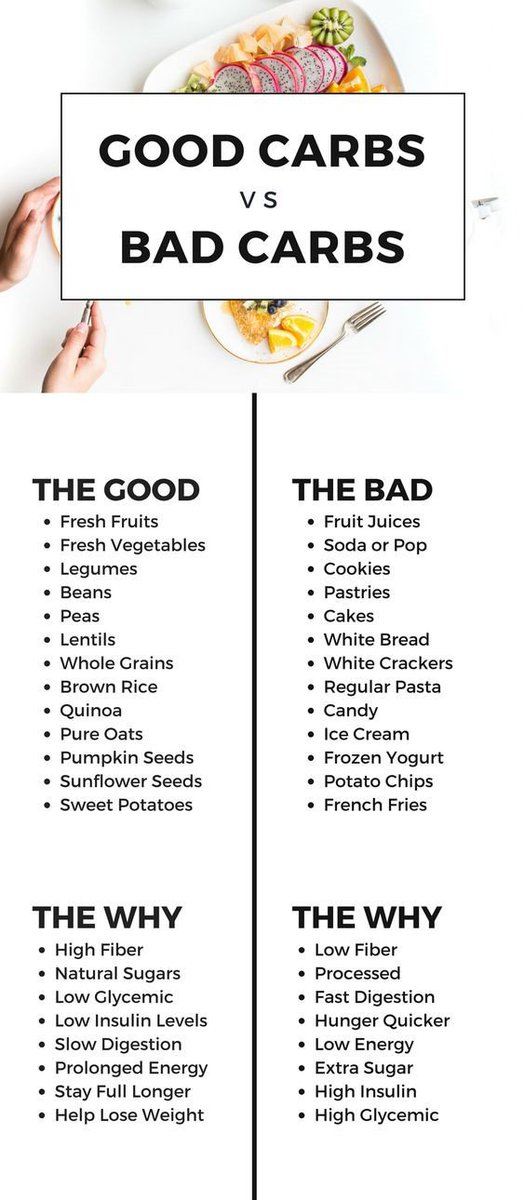 GOOD CARBS
VS
BAD CARBS
THE GOOD
• Fresh Fruits
• Fresh Vegetables
• Legumes
• Beans
• Peas
• Lentils
• Whole Grains
• Brown Rice
• Quinoa
• Pure Oats
• Pumpkin Seeds
• Sunflower Seeds
• Sweet Potatoes
THE BAD
• Fruit Juices
• Soda or Pop
• Cookies
• Pastries
• Cakes
• White Bread
• White Crackers
• Regular Pasta
• Candy
• Ice Cream
• Frozen Yogurt
• Potato Chips
• French Fries
THE WHY
• High Fiber
• Natural Sugars
• Low Glycemic
• Low Insulin Levels
• Slow Digestion
• Prolonged Energy
• Stay Full Longer
• Help Lose Weight
THE WHY
• Low Fiber
• Processed
• Fast Digestion
• Hunger Quicker
• Low Energy
• Extra Sugar
• High Insulin
• High Glycemic